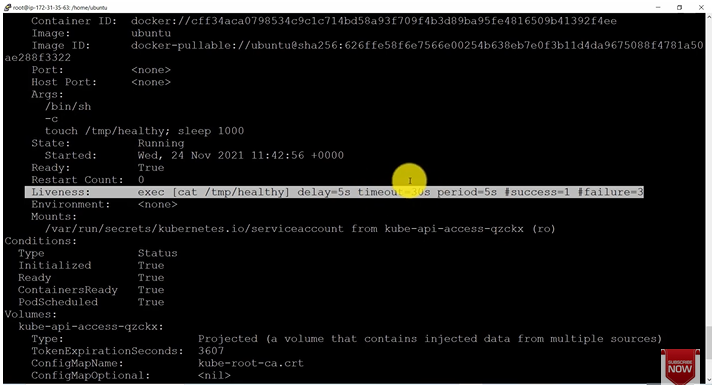 root@ip-172-31-35-63: /home/ubuntu
Container ID: docker://cff34aca0798534c9c1c714bd58a93f709f4b3d89ba95fe4816509b41392f4ee
Image: ubuntu
Image ID: docker-pullable://ubuntu@sha256:626ffe58f6e7566e00254b638eb7e0f3b11d4da9675088f4781a50
ae288f3322
Port: <none>
Host Port: <none>
Args:
/bin/sh
-c
touch /tmp/healthy; sleep 1000
State: Running
Started: Wed, 24 Nov 2021 11:42:56 +0000
Ready: True
Restart Count: 0
Liveness: exec [cat /tmp/healthy] delay=5s timeout=30s period=5s #success=1 #failure=3
Environment: <none>
Mounts:
/var/run/secrets/kubernetes.io/serviceaccount from kube-api-access-qzckx (ro)
Conditions:
Type Status
Initialized True
Ready True
ContainersReady True
PodScheduled True
Volumes:
kube-api-access-qzckx:
Type: Projected (a volume that contains injected data from multiple sources)
TokenExpirationSeconds: 3607
ConfigMapName: kube-root-ca.crt
ConfigMapOptional: <nil>
SUBSCRIBE
NOW